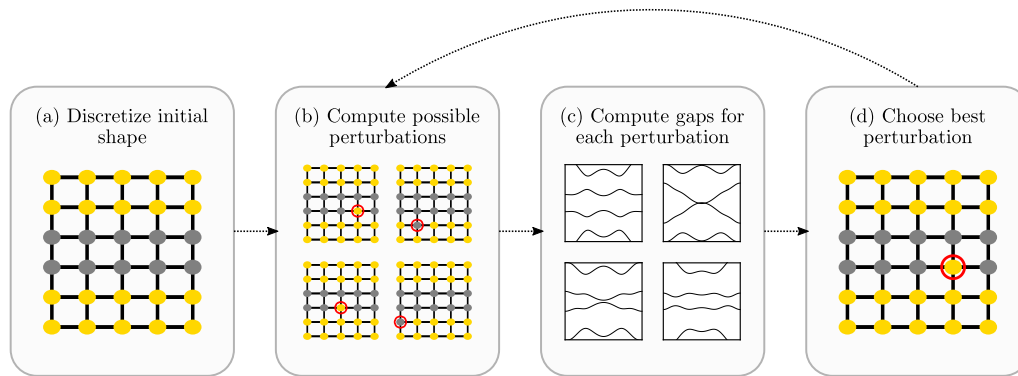 (a) Discretize initial
shape
(b) Compute possible
perturbations
(c) Compute gaps for
each perturbation
(d) Choose best
perturbation